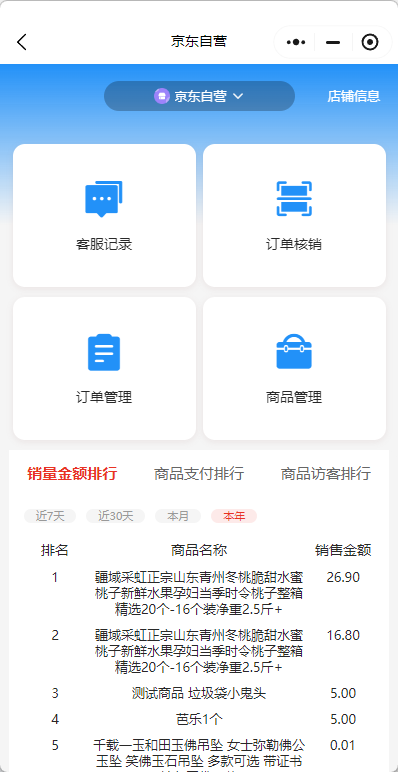 京东自营
京东自营
店铺信息
客服记录
订单核销
订单管理
商品管理
销量金额排行
商品支付排行
商品访客排行
近7天
近30天
本月
本年
排名
商品名称
销售金额
1
疆域采虹正宗山东青州冬桃脆甜水蜜
26.90
桃子新鲜水果孕妇当季时令桃子整箱
精选20个-16个装净重2.5斤+
2
疆域采虹正宗山东青州冬桃脆甜水蜜
16.80
桃子新鲜水果孕妇当季时令桃子整箱
精选20个-16个装净重2.5斤+
3
测试商品 垃圾袋小鬼头
5.00
4
芭乐1个
5.00
5
千载一玉和田玉佛吊坠 女士弥勒佛公
0.01
玉坠 笑佛玉石吊坠 多款可选 带证书